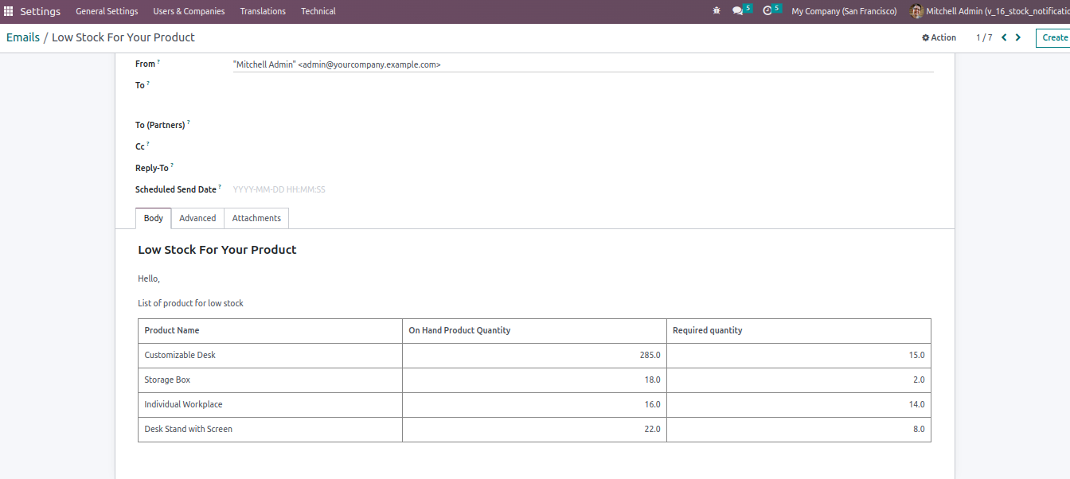 Settings General Settings Users & Companies Translations Technical 5 5 My Company (San Francisco) Mitchell Admin (v_16_stock_notificatio
Emails / Low Stock For Your Product Action 1 / 7 Create
From ? "Mitchell Admin" <admin@yourcompany.example.com>
To ?
To (Partners) ?
Cc ?
Reply-To ?
Scheduled Send Date ? YYYY-MM-DD HH:MM:SS
Body Advanced Attachments
Low Stock For Your Product
Hello,
List of product for low stock
Product Name On Hand Product Quantity Required quantity
Customizable Desk 285.0 15.0
Storage Box 18.0 2.0
Individual Workplace 16.0 14.0
Desk Stand with Screen 22.0 8.0